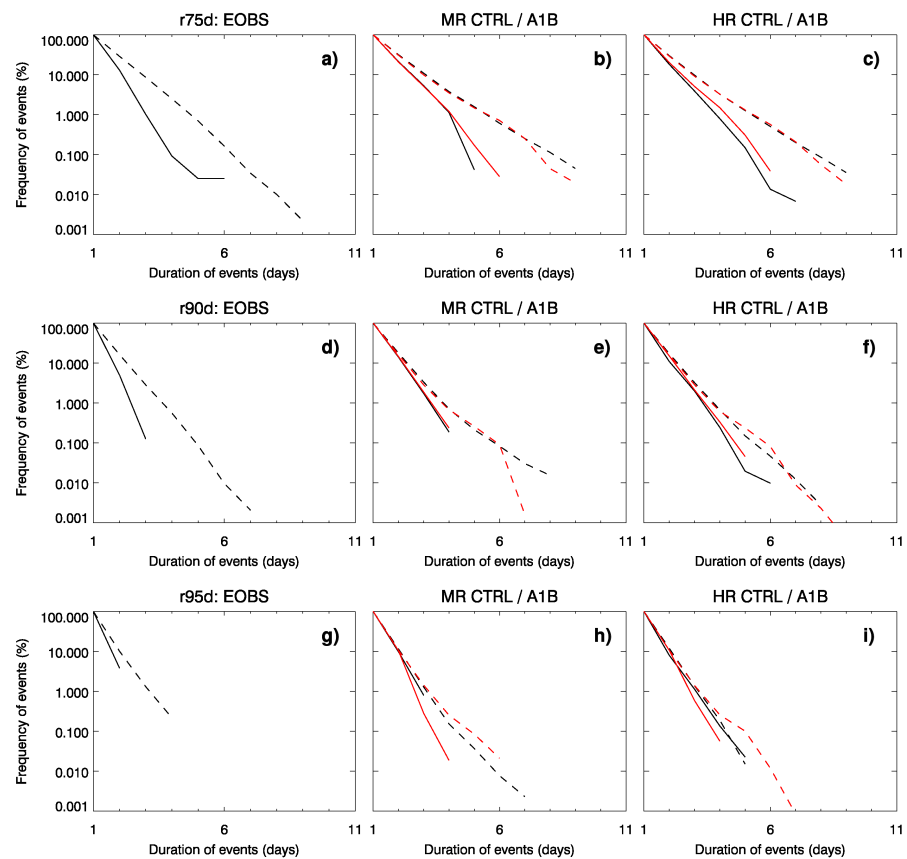 r75d: EOBS MR CTRL / A1B HR CTRL / A1B
Frequency of events (%)
100.000
10.000
1.000
0.100
0.010
0.001
a) b) c)
1 6 11 1 6 11 1 6 11
Duration of events (days) Duration of events (days) Duration of events (days)
r90d: EOBS MR CTRL / A1B HR CTRL / A1B
Frequency of events (%)
100.000
10.000
1.000
0.100
0.010
0.001
d) e) f)
1 6 11 1 6 11 1 6 11
Duration of events (days) Duration of events (days) Duration of events (days)
r95d: EOBS MR CTRL / A1B HR CTRL / A1B
Frequency of events (%)
100.000
10.000
1.000
0.100
0.010
0.001
g) h) i)
1 6 11 1 6 11 1 6 11
Duration of events (days) Duration of events (days) Duration of events (days)